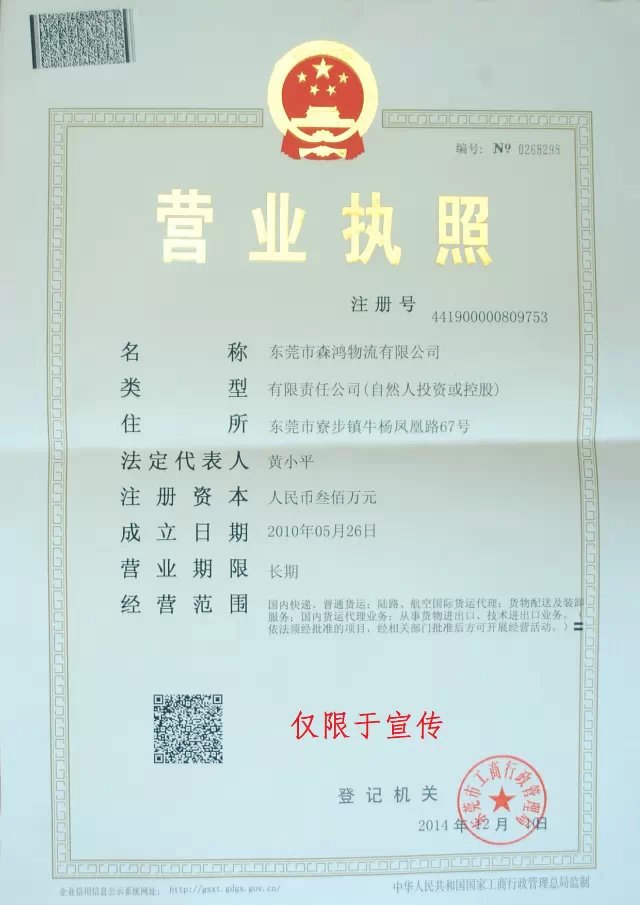 编号: № 0268298
营业执照
注册号 441900000809753
名称 东莞市森鸿物流有限公司
类型 有限责任公司(自然人投资或控股)
住所 东莞市寮步镇牛杨凤凰路67号
法定代表人 黄小平
注册资本 人民币叁佰万元
成立日期 2010年05月26日
营业期限 长期
经营范围 国内快递、普通货运；陆路、航空国际货运代理；货物配送及装卸
服务；国内货运代理业务；从事货物进出口、技术进出口业务。（
依法须经批准的项目，经相关部门批准后方可开展经营活动。）
仅限于宣传
东莞市工商行政管理局
登记机关
2014年12月10日
企业信用信息公示系统网址: http://gsxt.gdgs.gov.cn/
中华人民共和国国家工商行政管理总局监制